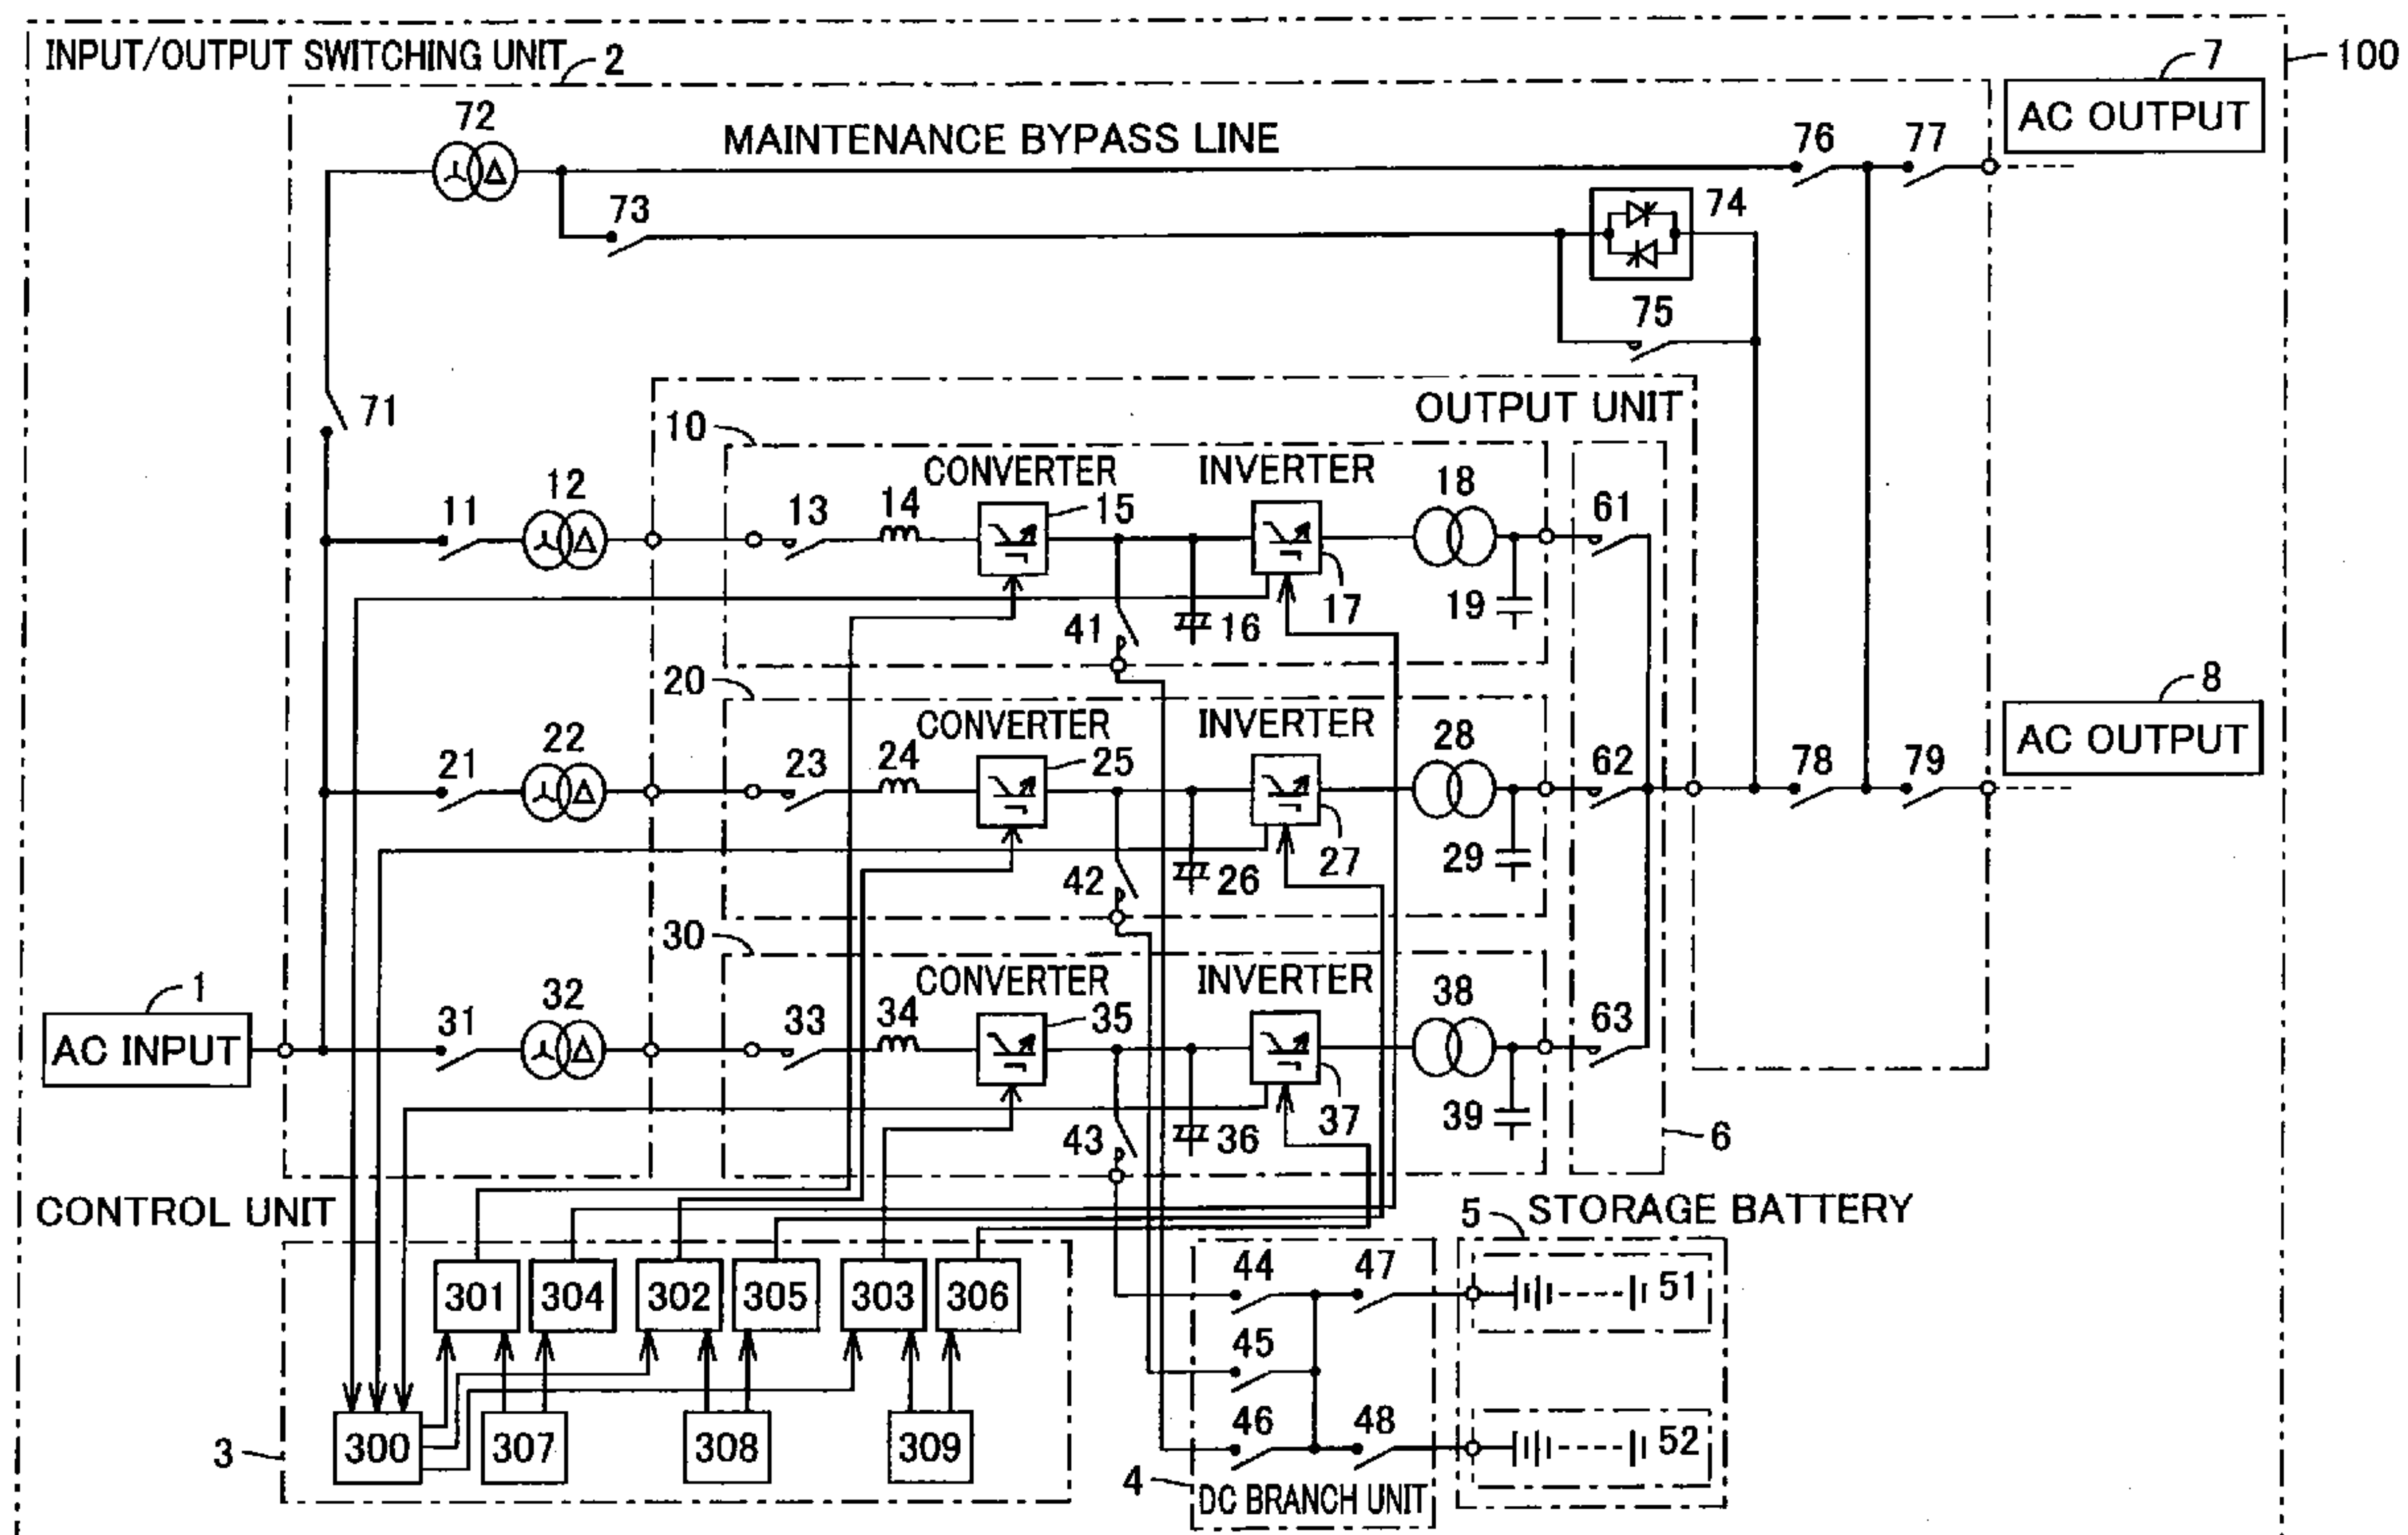 INPUT/OUTPUT SWITCHING UNIT 2
7
100
AC OUTPUT
72
MAINTENANCE BYPASS LINE
76 77
73
74
75
71
OUTPUT UNIT
10
CONVERTER INVERTER
11 12 13 14 15 18 61
41 16 17 19
20
8
CONVERTER INVERTER
AC OUTPUT
21 22 23 24 25 28 62 78 79
42 26 27 29
30
CONVERTER INVERTER
1
AC INPUT
31 32 33 34 35 38 63
43 36 37 39 6
CONTROL UNIT
5 STORAGE BATTERY
301 304 302 305 303 306
44 47 51
45
3 300 307 308 309
46 48 52
4 DC BRANCH UNIT